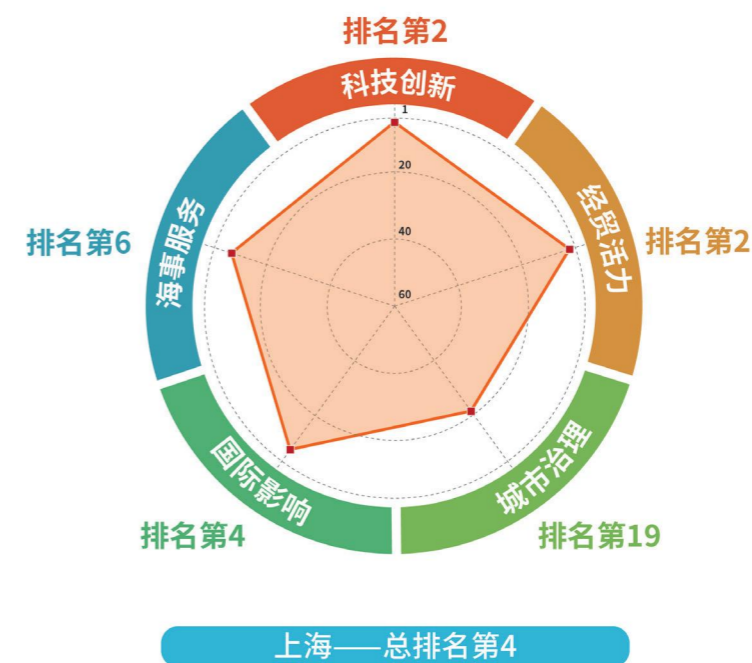 排名第2
科技创新
1
20
40
60
经贸活力
排名第2
海事服务
排名第6
国际影响
排名第4
城市治理
排名第19
上海——总排名第4